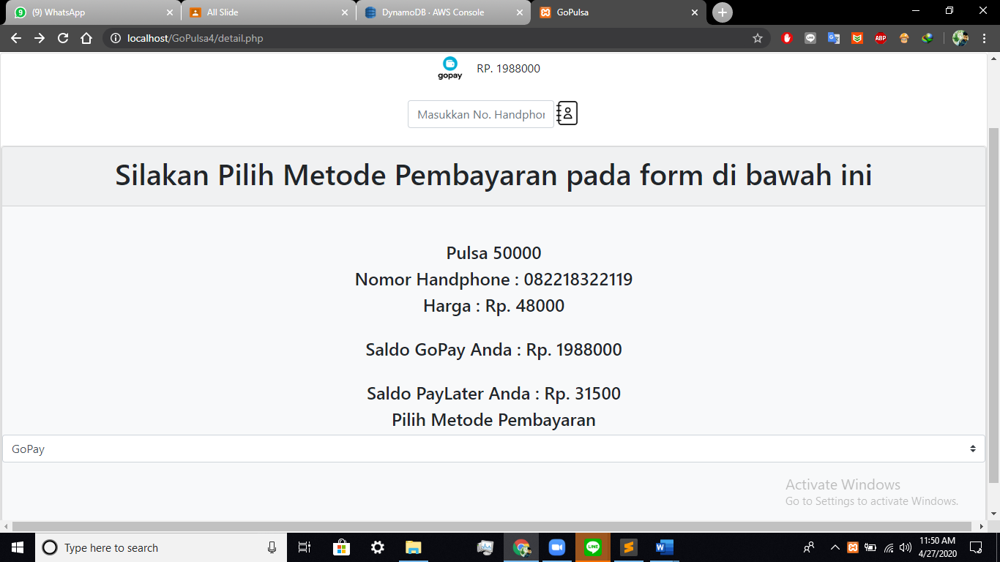 9
(9) WhatsApp
All Slide
DynamoDB · AWS Console
GoPulsa
localhost/GoPulsa4/detail.php
ABP
gopay
RP. 1988000
Masukkan No. Handphor
Silakan Pilih Metode Pembayaran pada form di bawah ini
Pulsa 50000
Nomor Handphone : 082218322119
Harga : Rp. 48000
Saldo GoPay Anda : Rp. 1988000
Saldo PayLater Anda : Rp. 31500
Pilih Metode Pembayaran
GoPay
Activate Windows
Go to Settings to activate Windows.
Type here to search
LINE
W
11:50 AM
4/27/2020